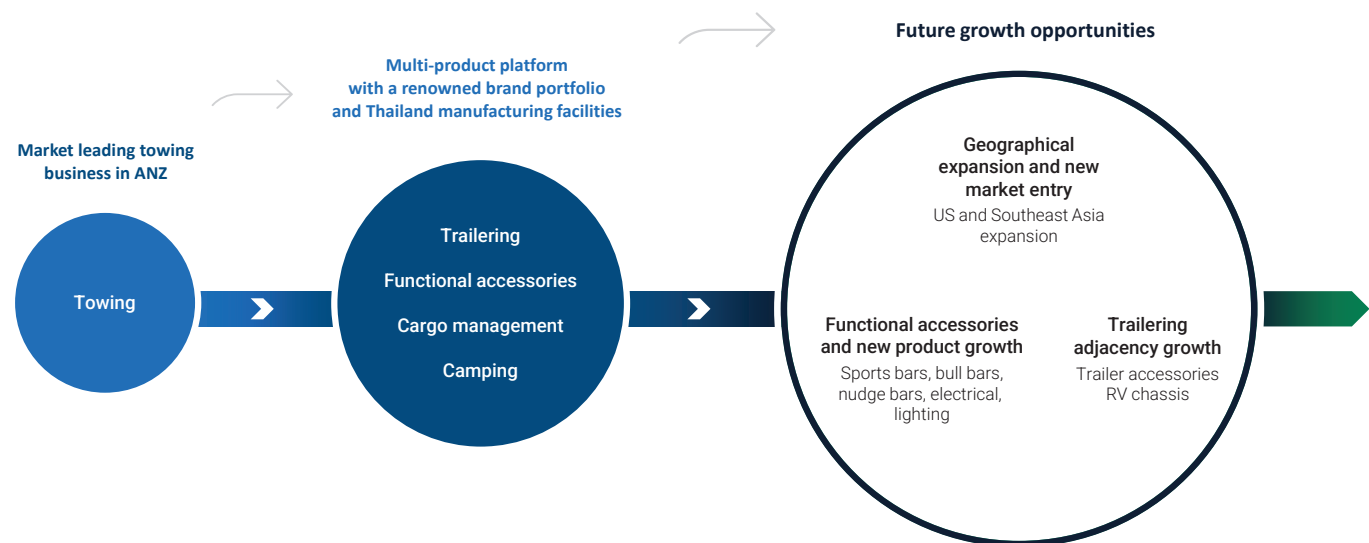 Market leading towing
business in ANZ
Towing
Multi-product platform
with a renowned brand portfolio
and Thailand manufacturing facilities
Trailering
Functional accessories
Cargo management
Camping
Future growth opportunities
Geographical
expansion and new
market entry
US and Southeast Asia
expansion
Functional accessories
and new product growth
Sports bars, bull bars,
nudge bars, electrical,
lighting
Trailering
adjacency growth
Trailer accessories
RV chassis